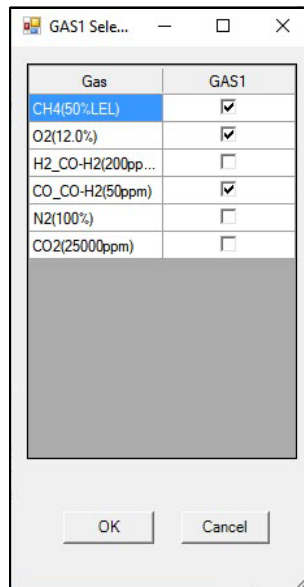 GAS1 Sele...
Gas GAS1
CH4(50%LEL)
O2(12.0%)
H2_CO-H2(200pp...
CO_CO-H2(50ppm)
N2(100%)
CO2(25000ppm)
OK Cancel